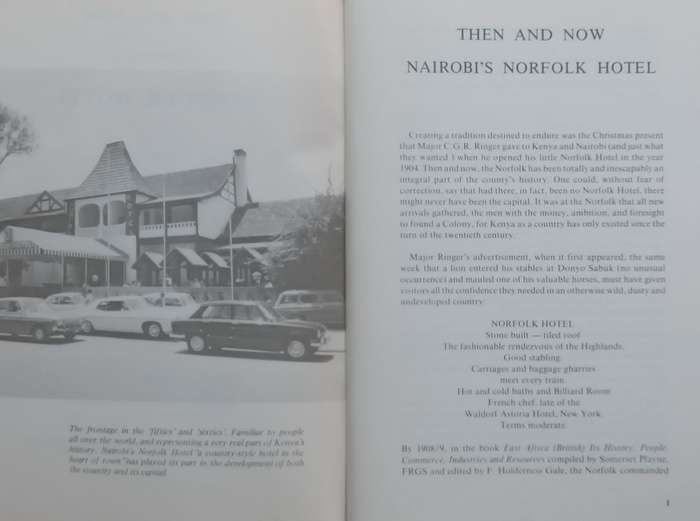 The frontage in the 'fifties' and 'sixties'. Familiar to people
all over the world, and representing a very real part of Kenya's
history, Nairobi's Norfolk Hotel "a country-style hotel in the
heart of town" has played its part in the development of both
the country and its capital.
THEN AND NOW
NAIROBI'S NORFOLK HOTEL
Creating a tradition destined to endure was the Christmas present
that Major C.G.R. Ringer gave to Kenya and Nairobi (and just what
they wanted) when he opened his little Norfolk Hotel in the year
1904. Then and now, the Norfolk has been totally and inescapably an
integral part of the county's history. One could, without fear of
correction, say that had there, in fact, been no Norfolk Hotel, there
might never have been the capital. It was at the Norfolk that all new
arrivals gathered, the men with the money, ambition, and foresight
to found a Colony, for Kenya as a country has only existed since the
turn of the twentieth century.
Major Ringer's advertisement, when it first appeared, the same
week that a lion entered his stables at Donyo Sabuk (no unusual
occurrence) and mauled one of his valuable horses, must have given
visitors all the confidence they needed in an otherwise wild, dusty and
undeveloped country:
NORFOLK HOTEL
Stone built — tiled roof
The fashionable rendezvous of the Highlands.
Good stabling.
Carriages and baggage gharries
meet every train.
Hot and cold baths and Billiard Room
French chef, late of the
Waldorf Astoria Hotel, New York.
Terms moderate.
By 1908/9, in the book East Africa (British) Its History, People,
Commerce, Industries and Resources compiled by Somerset Playne,
FRGS and edited by F. Holderness Gale, the Norfolk commanded
1